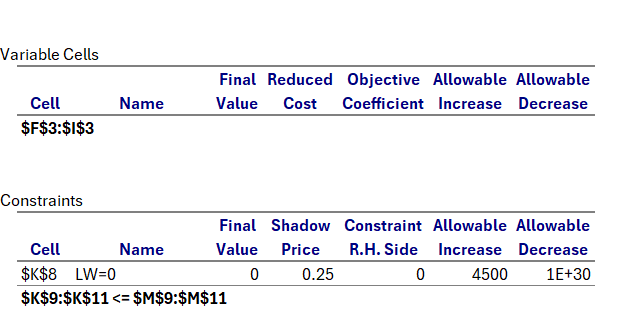 Variable Cells
Final Reduced Objective Allowable Allowable
Cell Name Value Cost Coefficient Increase Decrease
$F$3:$I$3
Constraints
Final Shadow Constraint Allowable Allowable
Cell Name Value Price R.H. Side Increase Decrease
$K$8 LW=0 0 0.25 0 4500 1E+30
$K$9:$K$11 <= $M$9:$M$11